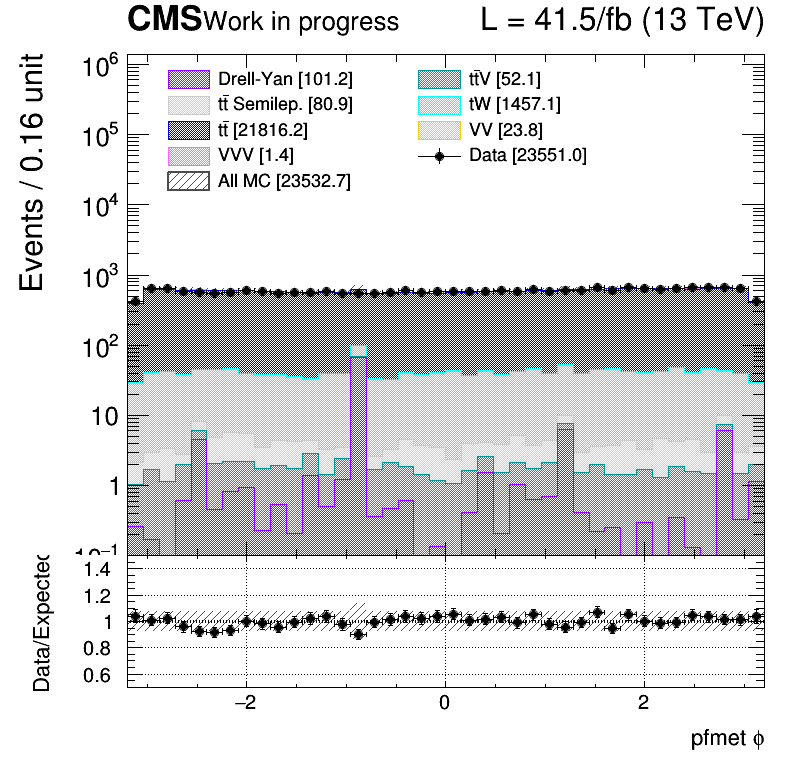 CMS Work in progress L = 41.5/fb (13 TeV)
Events / 0.16 unit
10⁶
10⁵
10⁴
10³
10²
10
1
10⁻¹
Drell-Yan [101.2]
tt̄ Semilep. [80.9]
tt̄ [21816.2]
VVV [1.4]
All MC [23532.7]
tt̄V [52.1]
tW [1457.1]
VV [23.8]
Data [23551.0]
Data/Expected
1.4
1.2
1
0.8
0.6
−2 0 2
pfmet ϕ